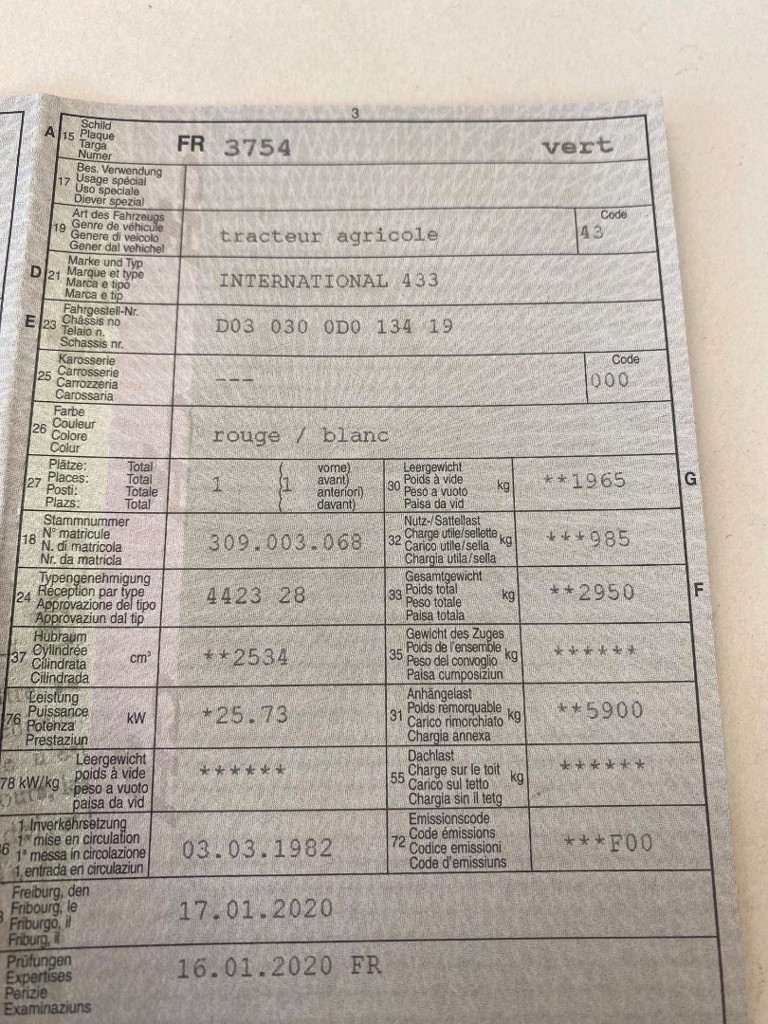 3
A 15 Schild
Plaque
Targa
Numer
FR 3754 vert
17 Bes. Verwendung
Usage spécial
Uso speciale
Diever spezial
19 Art des Fahrzeugs
Genre de véhicule
Genere di veicolo
Gener dal vehichel
tracteur agricole
Code
43
D 21 Marke und Typ
Marque et type
Marca e tipo
Marca e tip
INTERNATIONAL 433
E 23 Fahrgestell-Nr.
Châssis no
Telaio n.
Schassis nr.
D03 030 0D0 134 19
25 Karosserie
Carrosserie
Carrozzeria
Carossaria
---
Code
000
26 Farbe
Couleur
Colore
Colur
rouge / blanc
27 Plätze: Total
Places: Total
Posti: Totale
Plazs: Total
1 (1 vorne)
avant)
anteriori)
davant)
30 Leergewicht
Poids à vide
Peso a vuoto
Paisa da vid
kg
**1965
G
18 Stammnummer
N° matricule
N. di matricola
Nr. da matricla
309.003.068
32 Nutz-/Sattellast
Charge utile/sellette
Carico utile/sella
Chargia utila/sella
kg
***985
24 Typengenehmigung
Réception par type
Approvazione del tipo
Approvaziun dal tip
4423 28
33 Gesamtgewicht
Poids total
Peso totale
Paisa totala
kg
**2950
F
37 Hubraum
Cylindrée
Cilindrata
Cilindrada
cm³
**2534
35 Gewicht des Zuges
Poids de l'ensemble
Peso del convoglio
Paisa cumposiziun
kg
******
76 Leistung
Puissance
Potenza
Prestaziun
kW
*25.73
31 Anhängelast
Poids remorquable
Carico rimorchiato
Chargia annexa
kg
**5900
78 kW/kg Leergewicht
poids à vide
peso a vuoto
paisa da vid
******
55 Dachlast
Charge sur le toit
Carico sul tetto
Chargia sin il tetg
kg
******
6 1. Inverkehrsetzung
1re mise en circulation
1a messa in circolazione
1. entrada en circulaziun
03.03.1982
72 Emissionscode
Code émissions
Codice emissioni
Code d'emissiuns
***F00
Freiburg, den
Fribourg, le
Friburgo, il
Friburg, il
17.01.2020
Prüfungen
Expertises
Perizie
Examinaziuns
16.01.2020 FR